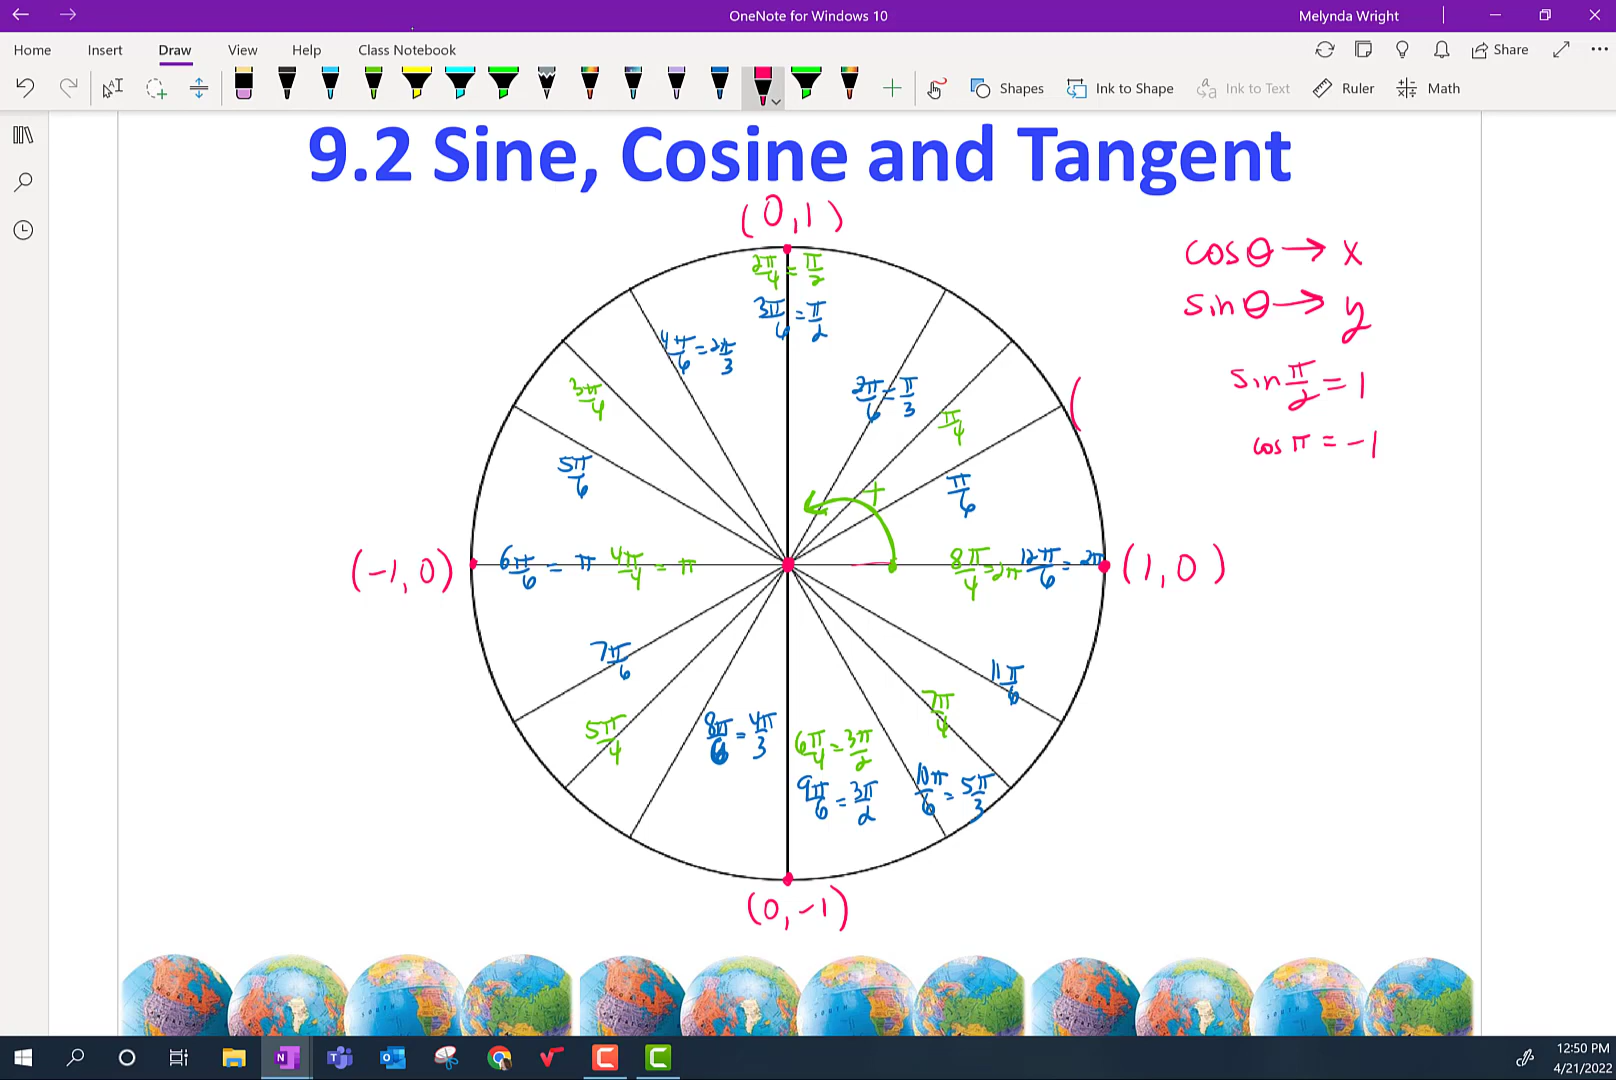 OneNote for Windows 10
Melynda Wright
Home Insert Draw View Help Class Notebook
Share
Shapes Ink to Shape Ink to Text Ruler Math
9.2 Sine, Cosine and Tangent
(0,1)
cosθ → x
sinθ → y
sin π/2 = 1
cos π = -1
2π/4 = π/2
3π/6 = π/2
4π/6 = 2π/3
2π/6 = π/3
3π/4
π/4
(
5π/6
π/6
+
(-1,0)
6π/6 = π
4π/4 = π
8π/4 = 2π
12π/6 = 2π
(1,0)
7π/6
11π/6
5π/4
7π/4
8π/6 = 4π/3
6π/4 = 3π/2
9π/6 = 3π/2
10π/6 = 5π/3
(0,-1)
12:50 PM
4/21/2022